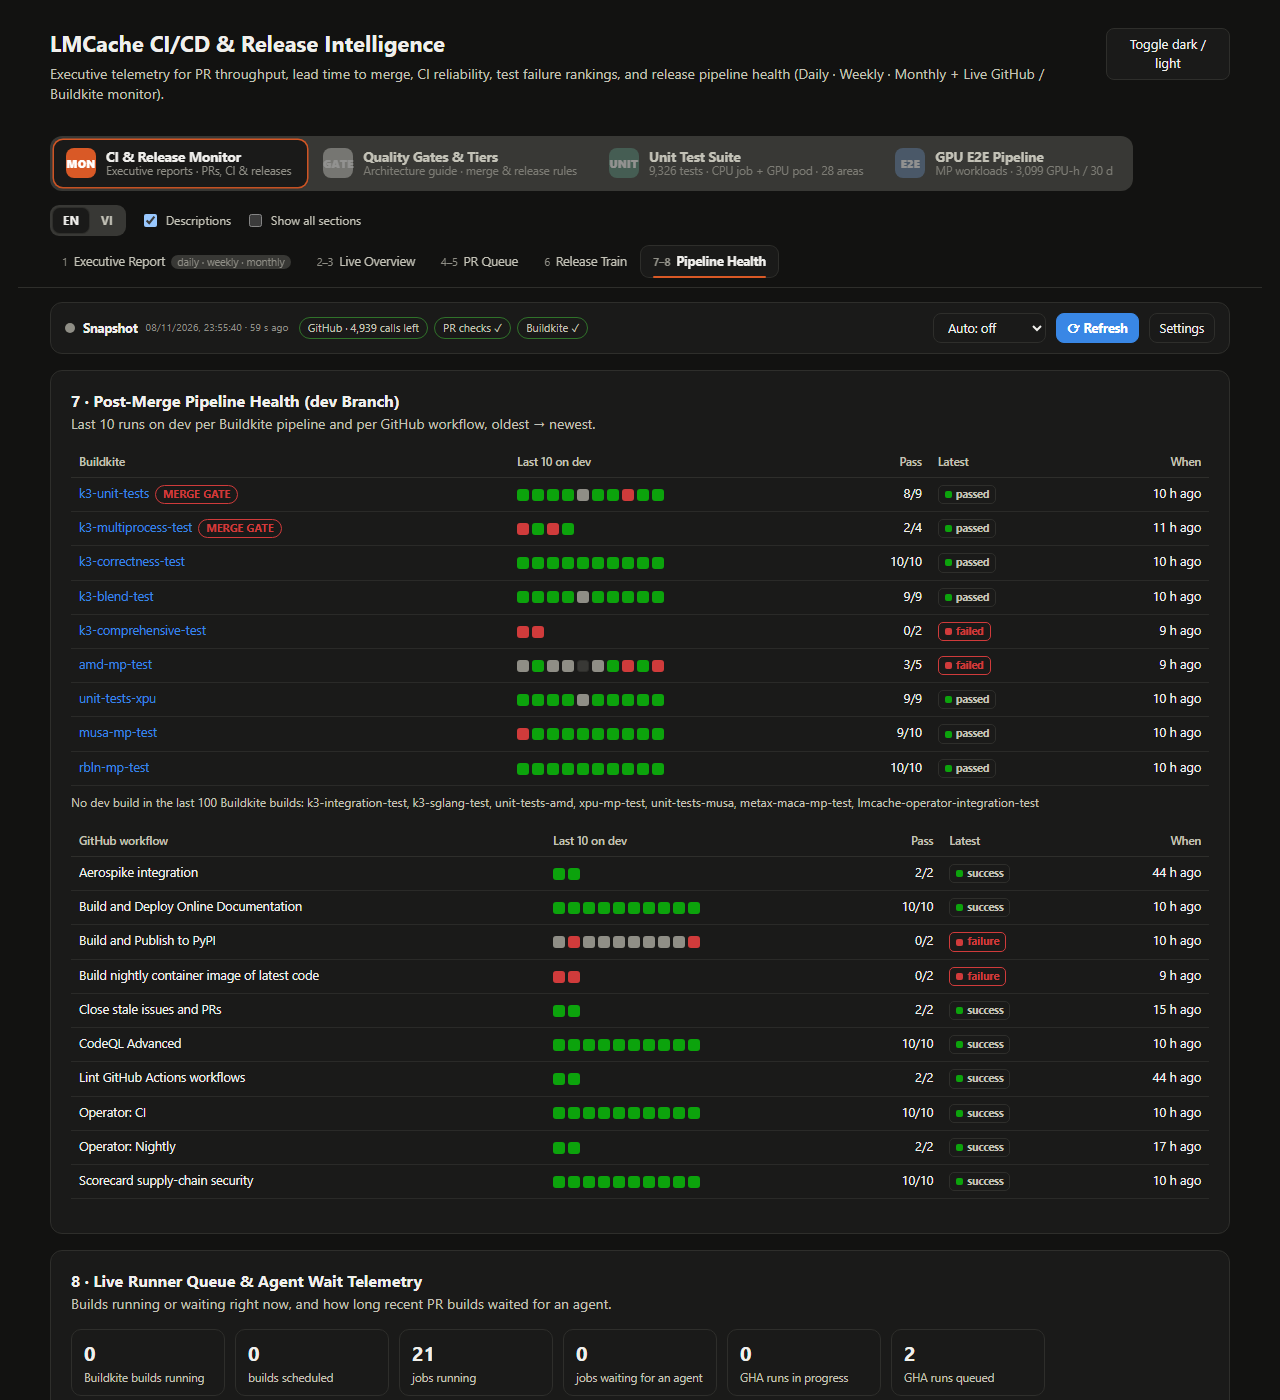 LMCache CI/CD & Release Intelligence
Executive telemetry for PR throughput, lead time to merge, CI reliability, test failure rankings, and release pipeline health (Daily · Weekly · Monthly + Live GitHub /
Buildkite monitor).
Toggle dark /
light
MON
CI & Release Monitor
Executive reports · PRs, CI & releases
GATE
Quality Gates & Tiers
Architecture guide · merge & release rules
UNIT
Unit Test Suite
9,326 tests · CPU job + GPU pod · 28 areas
E2E
GPU E2E Pipeline
MP workloads · 3,099 GPU-h / 30 d
EN VI Descriptions Show all sections
1 Executive Report daily · weekly · monthly 2–3 Live Overview 4–5 PR Queue 6 Release Train 7–8 Pipeline Health
Snapshot 08/11/2026, 23:55:40 · 59 s ago GitHub · 4,939 calls left PR checks ✓ Buildkite ✓ Auto: off ⟳ Refresh Settings
7 · Post-Merge Pipeline Health (dev Branch)
Last 10 runs on dev per Buildkite pipeline and per GitHub workflow, oldest → newest.
Buildkite Last 10 on dev Pass Latest When
k3-unit-tests MERGE GATE 8/9 passed 10 h ago
k3-multiprocess-test MERGE GATE 2/4 passed 11 h ago
k3-correctness-test 10/10 passed 10 h ago
k3-blend-test 9/9 passed 10 h ago
k3-comprehensive-test 0/2 failed 9 h ago
amd-mp-test 3/5 failed 9 h ago
unit-tests-xpu 9/9 passed 10 h ago
musa-mp-test 9/10 passed 10 h ago
rbln-mp-test 10/10 passed 10 h ago
No dev build in the last 100 Buildkite builds: k3-integration-test, k3-sglang-test, unit-tests-amd, xpu-mp-test, unit-tests-musa, metax-maca-mp-test, lmcache-operator-integration-test
GitHub workflow Last 10 on dev Pass Latest When
Aerospike integration 2/2 success 44 h ago
Build and Deploy Online Documentation 10/10 success 10 h ago
Build and Publish to PyPI 0/2 failure 10 h ago
Build nightly container image of latest code 0/2 failure 9 h ago
Close stale issues and PRs 2/2 success 15 h ago
CodeQL Advanced 10/10 success 10 h ago
Lint GitHub Actions workflows 2/2 success 44 h ago
Operator: CI 10/10 success 10 h ago
Operator: Nightly 2/2 success 17 h ago
Scorecard supply-chain security 10/10 success 10 h ago
8 · Live Runner Queue & Agent Wait Telemetry
Builds running or waiting right now, and how long recent PR builds waited for an agent.
0 0 21 0 0 2
Buildkite builds running builds scheduled jobs running jobs waiting for an agent GHA runs in progress GHA runs queued